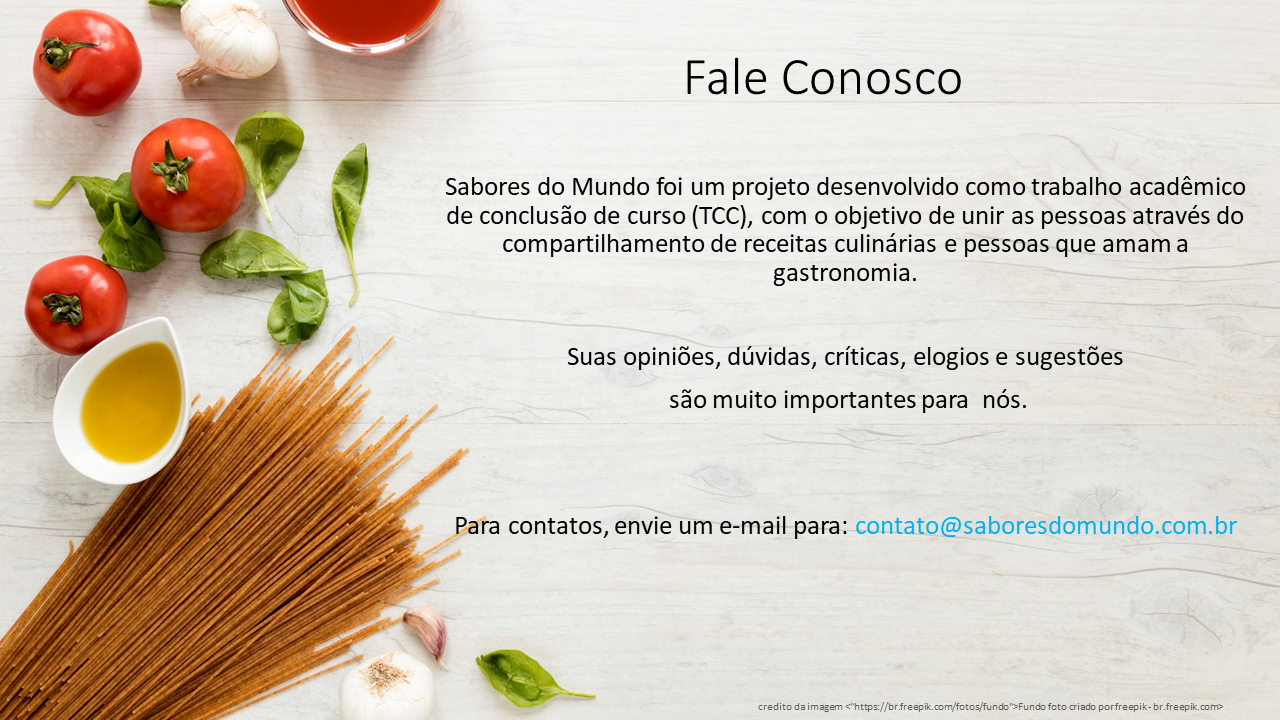 Fale Conosco
Sabores do Mundo foi um projeto desenvolvido como trabalho acadêmico
de conclusão de curso (TCC), com o objetivo de unir as pessoas através do
compartilhamento de receitas culinárias e pessoas que amam a
gastronomia.
Suas opiniões, dúvidas, críticas, elogios e sugestões
são muito importantes para  nós.
Para contatos, envie um e-mail para: contato@saboresdomundo.com.br
credito da imagem <"https://br.freepik.com/fotos/fundo">Fundo foto criado por freepik - br.freepik.com>